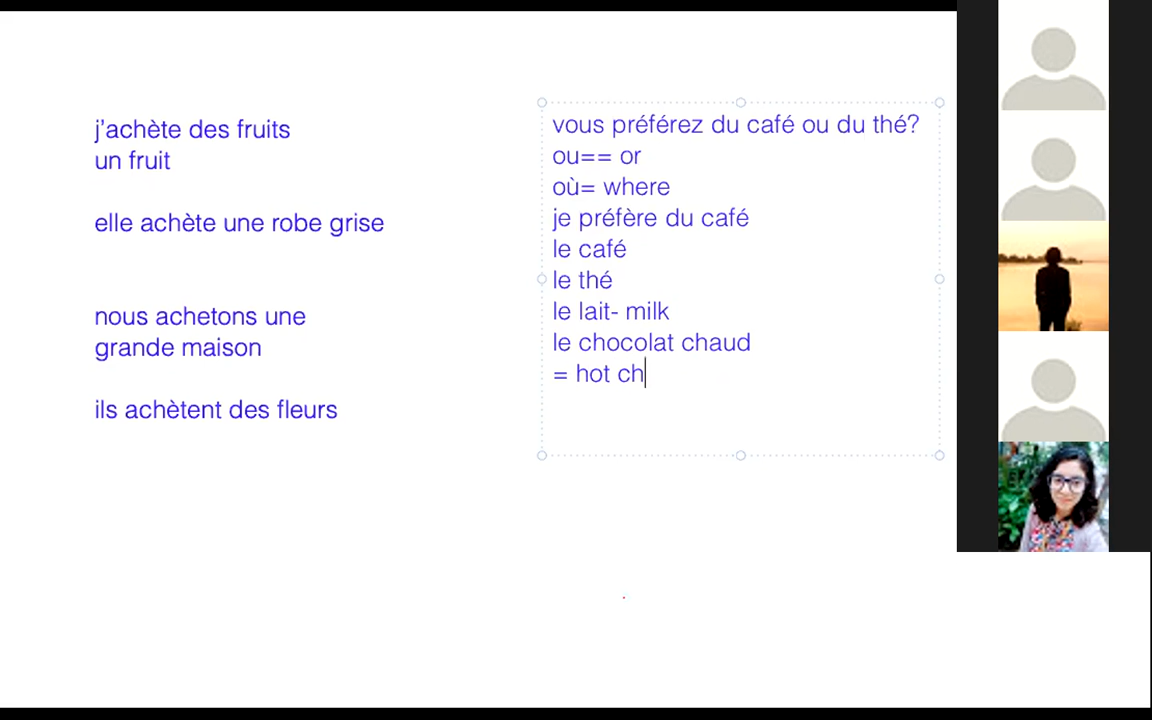 j'achète des fruits
un fruit
elle achète une robe grise
nous achetons une
grande maison
ils achètent des fleurs
vous préférez du café ou du thé?
ou== or
où= where
je préfère du café
le café
le thé
le lait- milk
le chocolat chaud
= hot ch